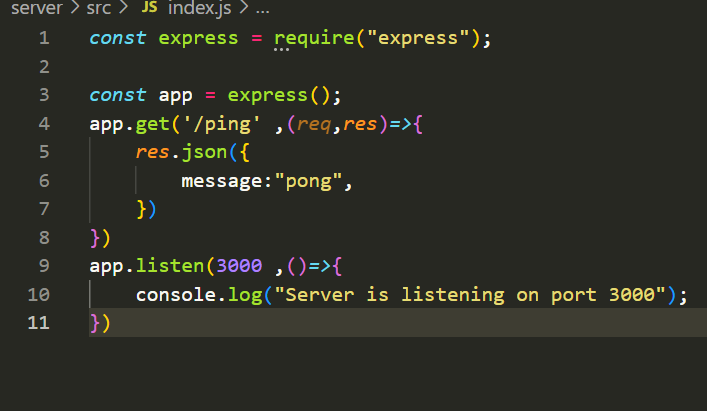 server > src > JS index.js > ...
1 const express = require("express");
2
3 const app = express();
4 app.get('/ping' ,(req,res)=>{
5     res.json({
6         message:"pong",
7     })
8 })
9 app.listen(3000 ,()=>{
10     console.log("Server is listening on port 3000");
11 })